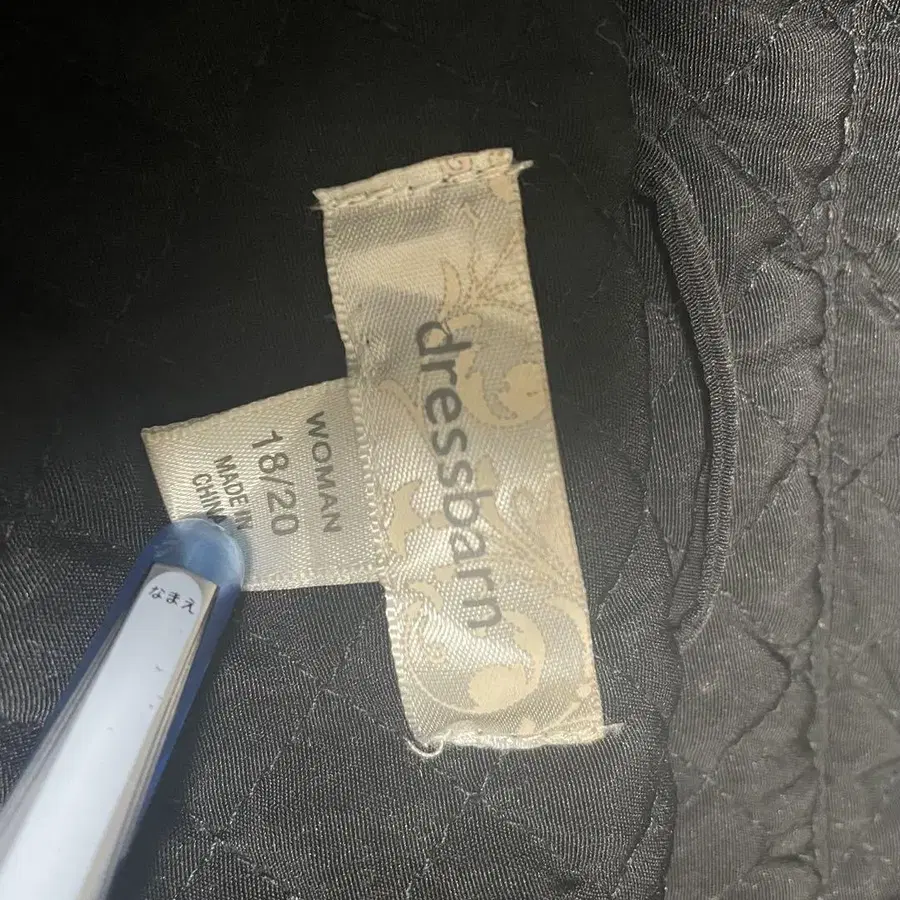 dressbarn
WOMAN
18/20
MADE IN
CHINA
なまえ